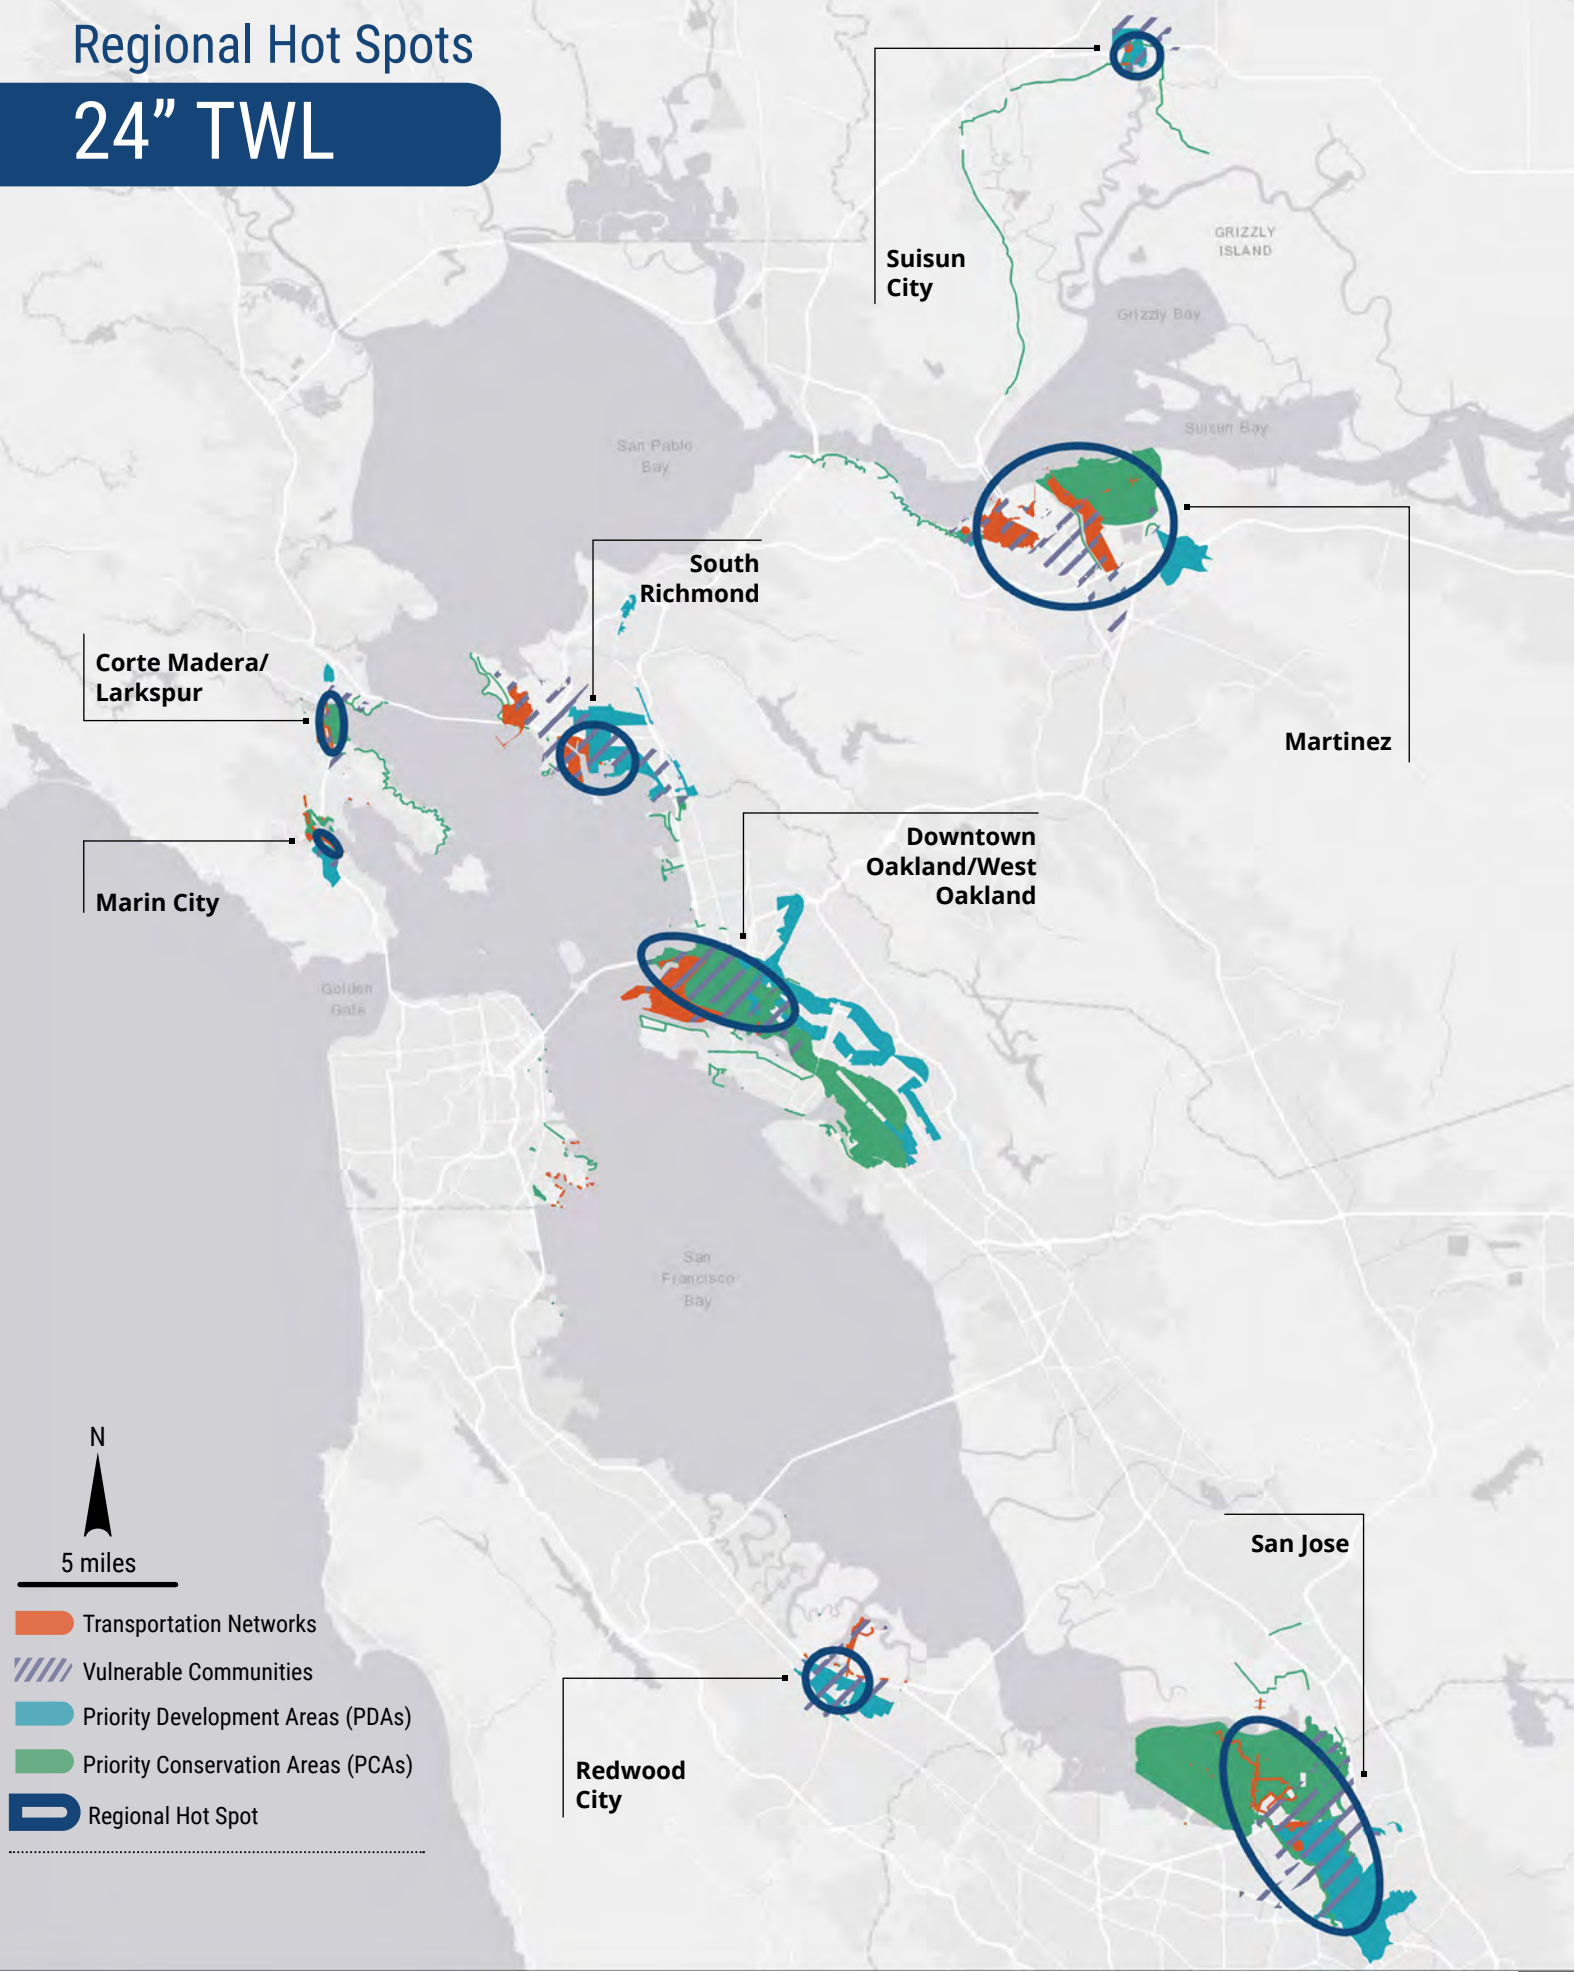 Regional Hot Spots
24” TWL
Suisun
City
GRIZZLY
ISLAND
Grizzly Bay
Suisun Bay
San Pablo
Bay
South
Richmond
Corte Madera/
Larkspur
Martinez
Downtown
Oakland/West
Oakland
Marin City
Golden
Gate
San
Francisco
Bay
N
5 miles
San Jose
Transportation Networks
Vulnerable Communities
Priority Development Areas (PDAs)
Priority Conservation Areas (PCAs)
Regional Hot Spot
Redwood
City